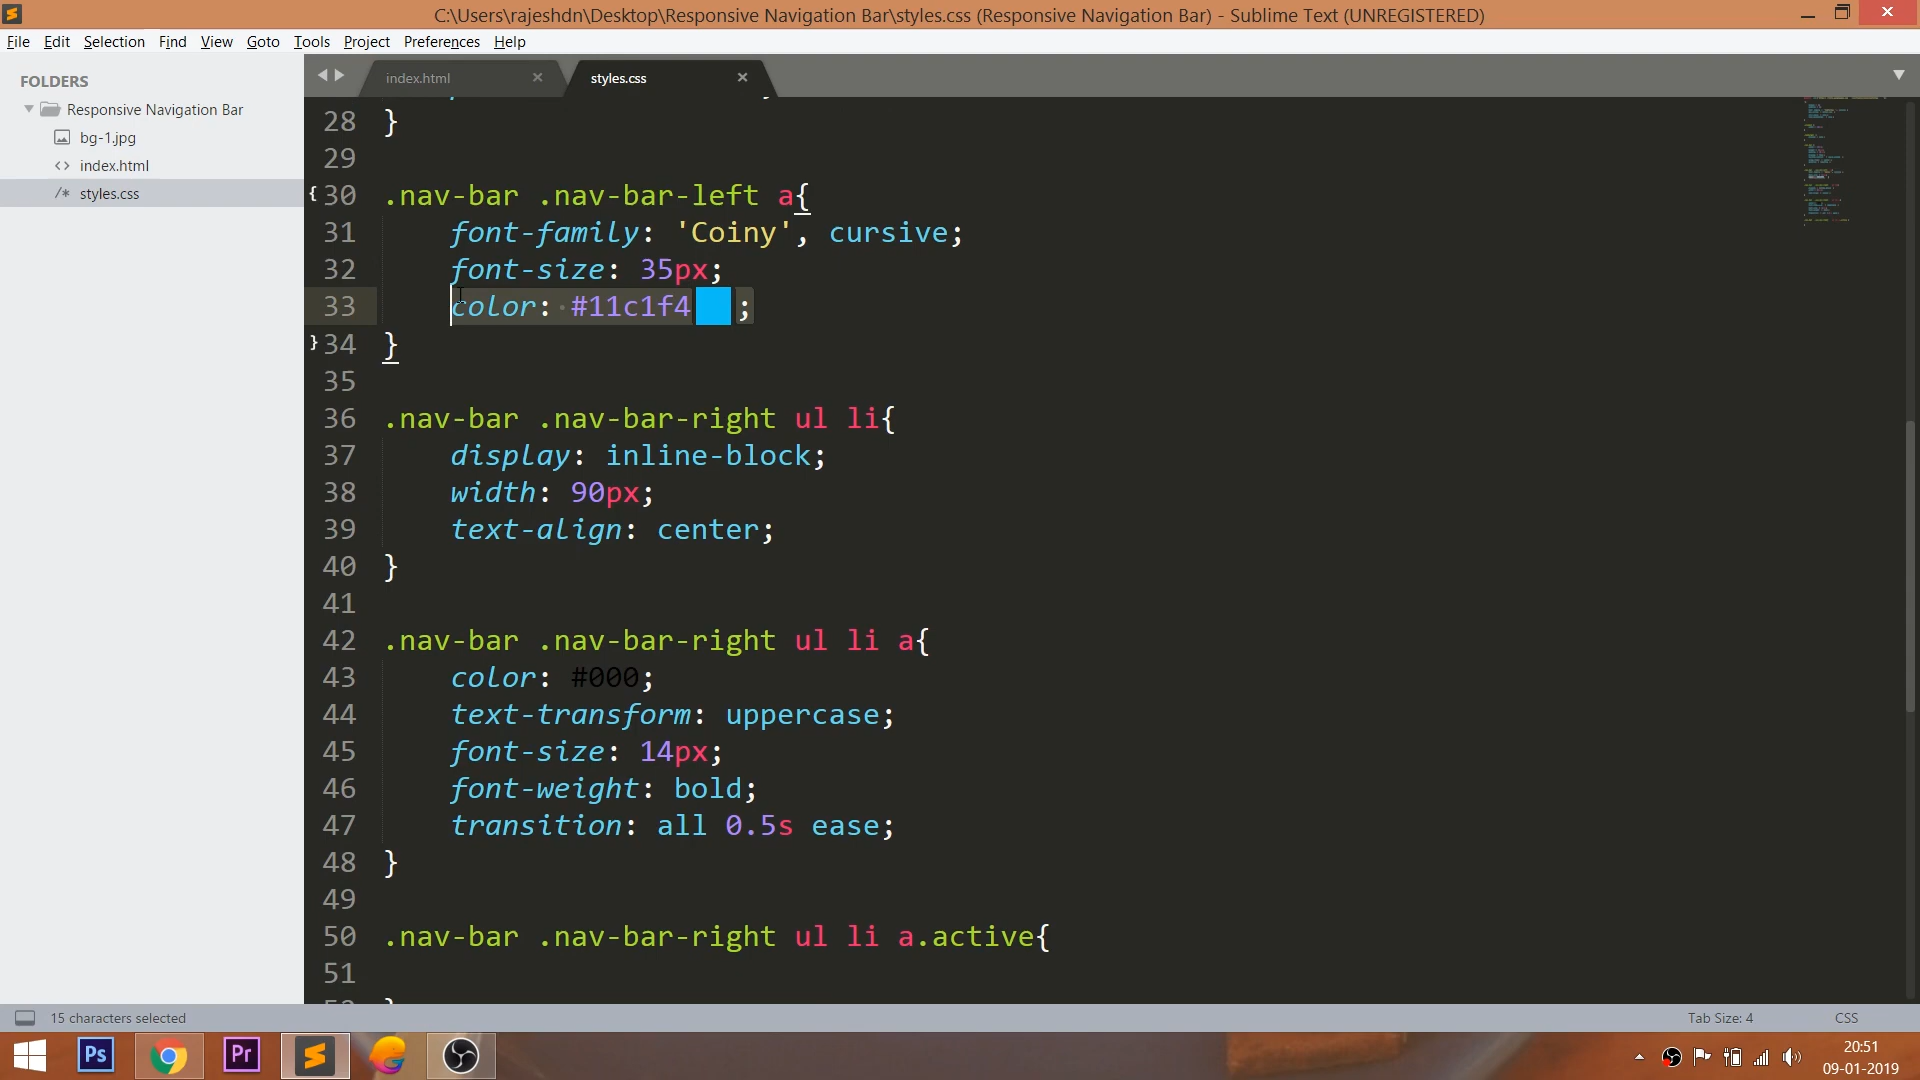 C:\Users\rajeshdn\Desktop\Responsive Navigation Bar\styles.css (Responsive Navigation Bar) - Sublime Text (UNREGISTERED)
File Edit Selection Find View Goto Tools Project Preferences Help
FOLDERS
Responsive Navigation Bar
bg-1.jpg
index.html
styles.css
index.html
styles.css
28 }
29
30 .nav-bar .nav-bar-left a{
31 font-family: 'Coiny', cursive;
32 font-size: 35px;
33 color: #11c1f4;
34 }
35
36 .nav-bar .nav-bar-right ul li{
37 display: inline-block;
38 width: 90px;
39 text-align: center;
40 }
41
42 .nav-bar .nav-bar-right ul li a{
43 color: #000;
44 text-transform: uppercase;
45 font-size: 14px;
46 font-weight: bold;
47 transition: all 0.5s ease;
48 }
49
50 .nav-bar .nav-bar-right ul li a.active{
51
15 characters selected
Tab Size: 4
CSS
Ps
Pr
20:51
09-01-2019